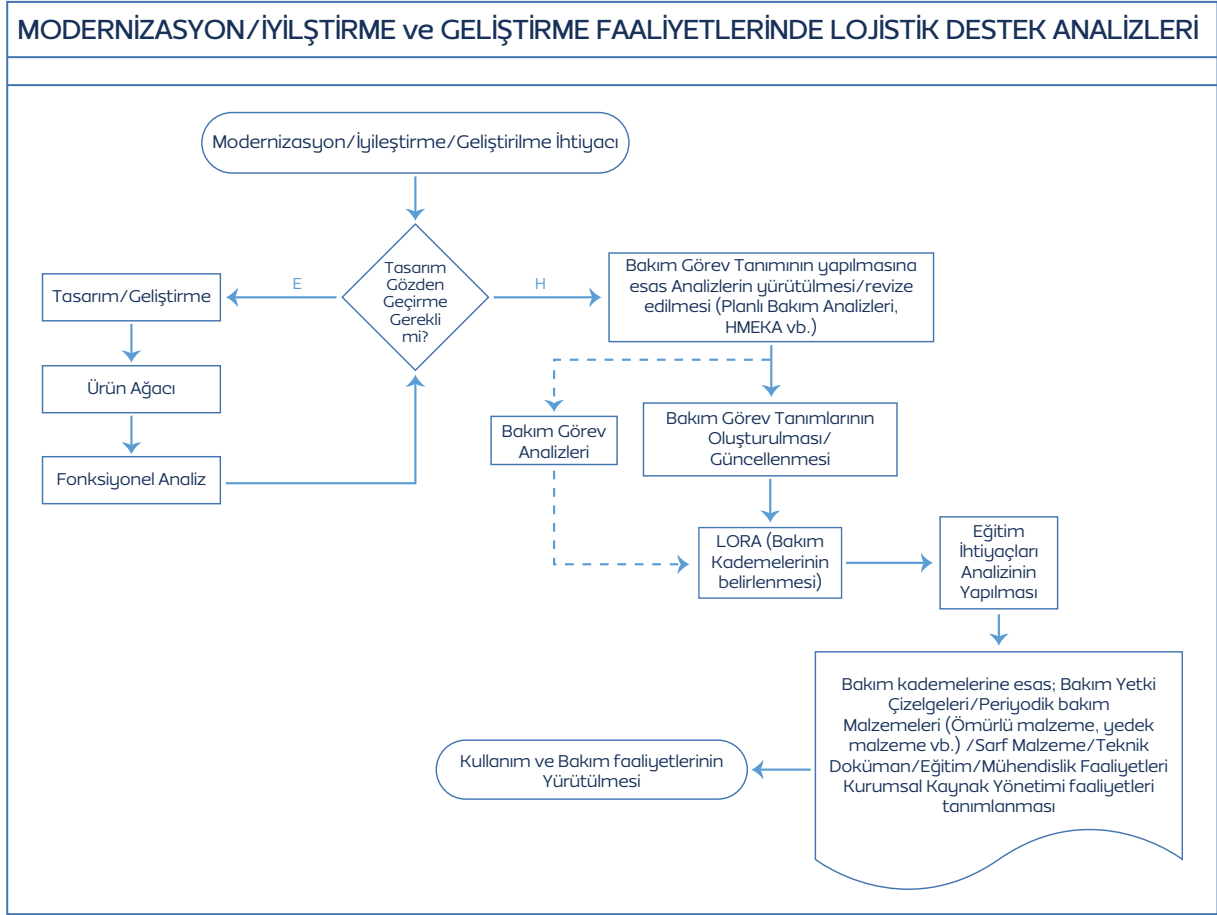 MODERNİZASYON/İYİLŞTİRME ve GELİŞTİRME FAALİYETLERİNDE LOJİSTİK DESTEK ANALİZLERİ
Modernizasyon/İyileştirme/Geliştirilme İhtiyacı
Tasarım
Gözden
Geçirme
Gerekli
mi?
E
H
Tasarım/Geliştirme
Ürün Ağacı
Fonksiyonel Analiz
Bakım Görev Tanımının yapılmasına
esas Analizlerin yürütülmesi/revize
edilmesi (Planlı Bakım Analizleri,
HMEKA vb.)
Bakım Görev
Analizleri
Bakım Görev Tanımlarının
Oluşturulması/
Güncellenmesi
LORA (Bakım
Kademelerinin
belirlenmesi)
Eğitim
İhtiyaçları
Analizinin
Yapılması
Bakım kademelerine esas; Bakım Yetki
Çizelgeleri/Periyodik bakım
Malzemeleri (Ömürlü malzeme, yedek
malzeme vb.) /Sarf Malzeme/Teknik
Doküman/Eğitim/Mühendislik Faaliyetleri
Kurumsal Kaynak Yönetimi faaliyetleri
tanımlanması
Kullanım ve Bakım faaliyetlerinin
Yürütülmesi